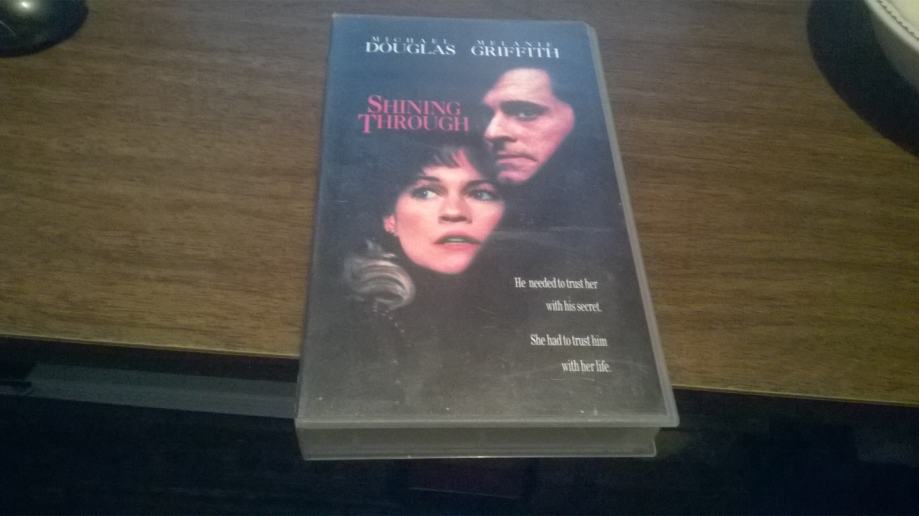 MICHAEL MELANIE
DOUGLAS GRIFFITH
SHINING
THROUGH
He needed to trust her
with his secret.
She had to trust him
with her life.